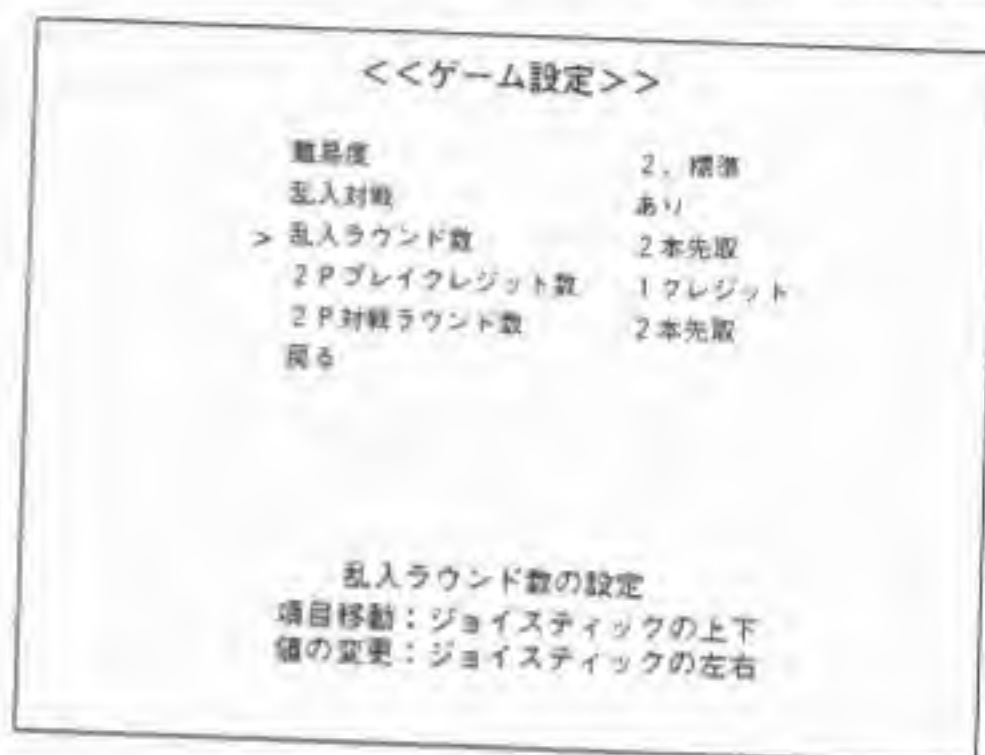 <<ゲーム設定>>
難易度 2、標準
乱入対戦 あり
> 乱入ラウンド数 2本先取
2Pプレイクレジット数 1クレジット
2P対戦ラウンド数 2本先取
戻る
乱入ラウンド数の設定
項目移動：ジョイスティックの上下
値の変更：ジョイスティックの左右